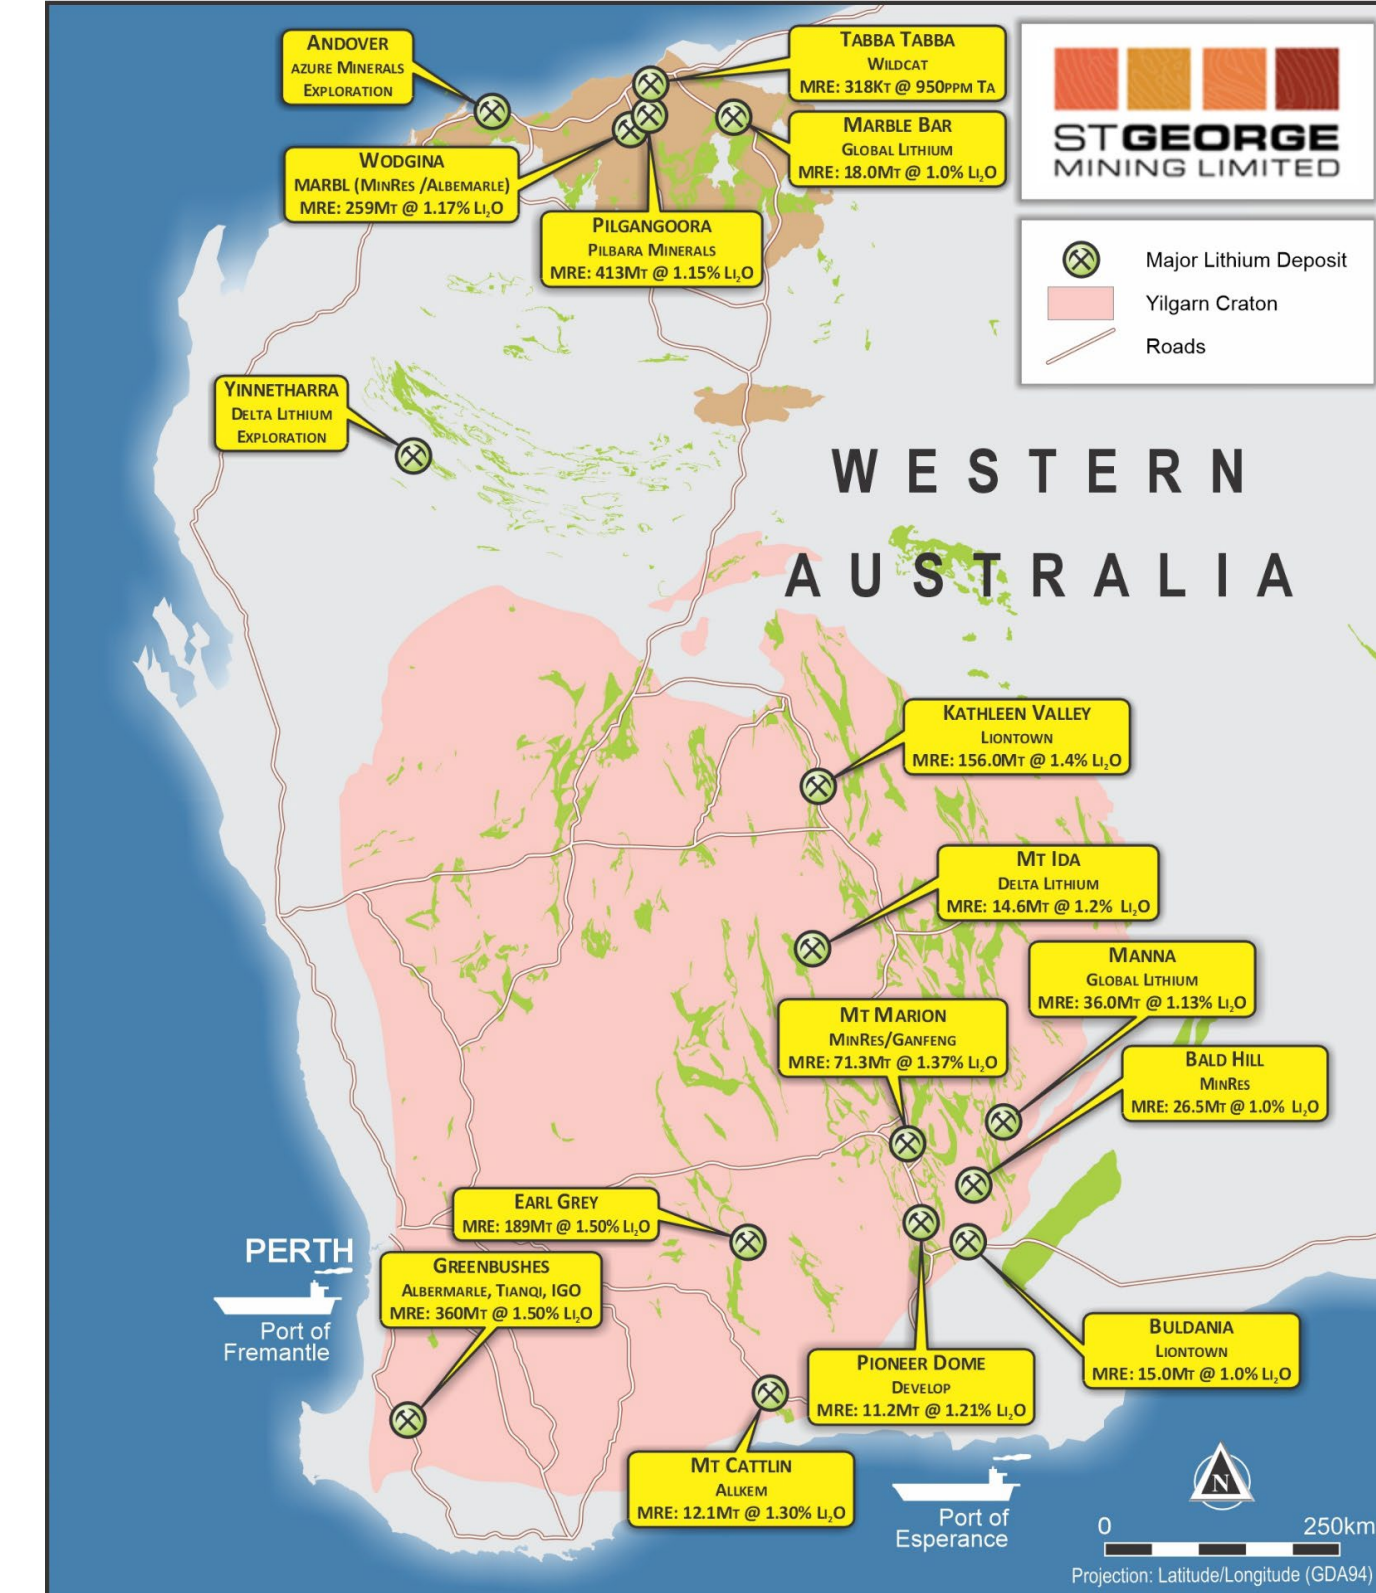 ANDOVER
AZURE MINERALS
EXPLORATION
TABBA TABBA
WILDCAT
MRE: 318KT @ 950PPM TA
MARBLE BAR
GLOBAL LITHIUM
MRE: 18.0MT @ 1.0% LI₂O
WODGINA
MARBL (MINRES /ALBEMARLE)
MRE: 259MT @ 1.17% LI₂O
PILGANGOORA
PILBARA MINERALS
MRE: 413MT @ 1.15% LI₂O
STGEORGE
MINING LIMITED
Major Lithium Deposit
Yilgarn Craton
Roads
YINNETHARRA
DELTA LITHIUM
EXPLORATION
WESTERN
AUSTRALIA
KATHLEEN VALLEY
LIONTOWN
MRE: 156.0MT @ 1.4% LI₂O
MT IDA
DELTA LITHIUM
MRE: 14.6MT @ 1.2% LI₂O
MANNA
GLOBAL LITHIUM
MRE: 36.0MT @ 1.13% LI₂O
MT MARION
MINRES/GANFENG
MRE: 71.3MT @ 1.37% LI₂O
BALD HILL
MINRES
MRE: 26.5MT @ 1.0% LI₂O
EARL GREY
MRE: 189MT @ 1.50% LI₂O
PERTH
Port of
Fremantle
GREENBUSHES
ALBERMARLE, TIANQI, IGO
MRE: 360MT @ 1.50% LI₂O
BULDANIA
LIONTOWN
MRE: 15.0MT @ 1.0% LI₂O
PIONEER DOME
DEVELOP
MRE: 11.2MT @ 1.21% LI₂O
MT CATTLIN
ALLKEM
MRE: 12.1MT @ 1.30% LI₂O
Port of
Esperance
N
0 250km
Projection: Latitude/Longitude (GDA94)